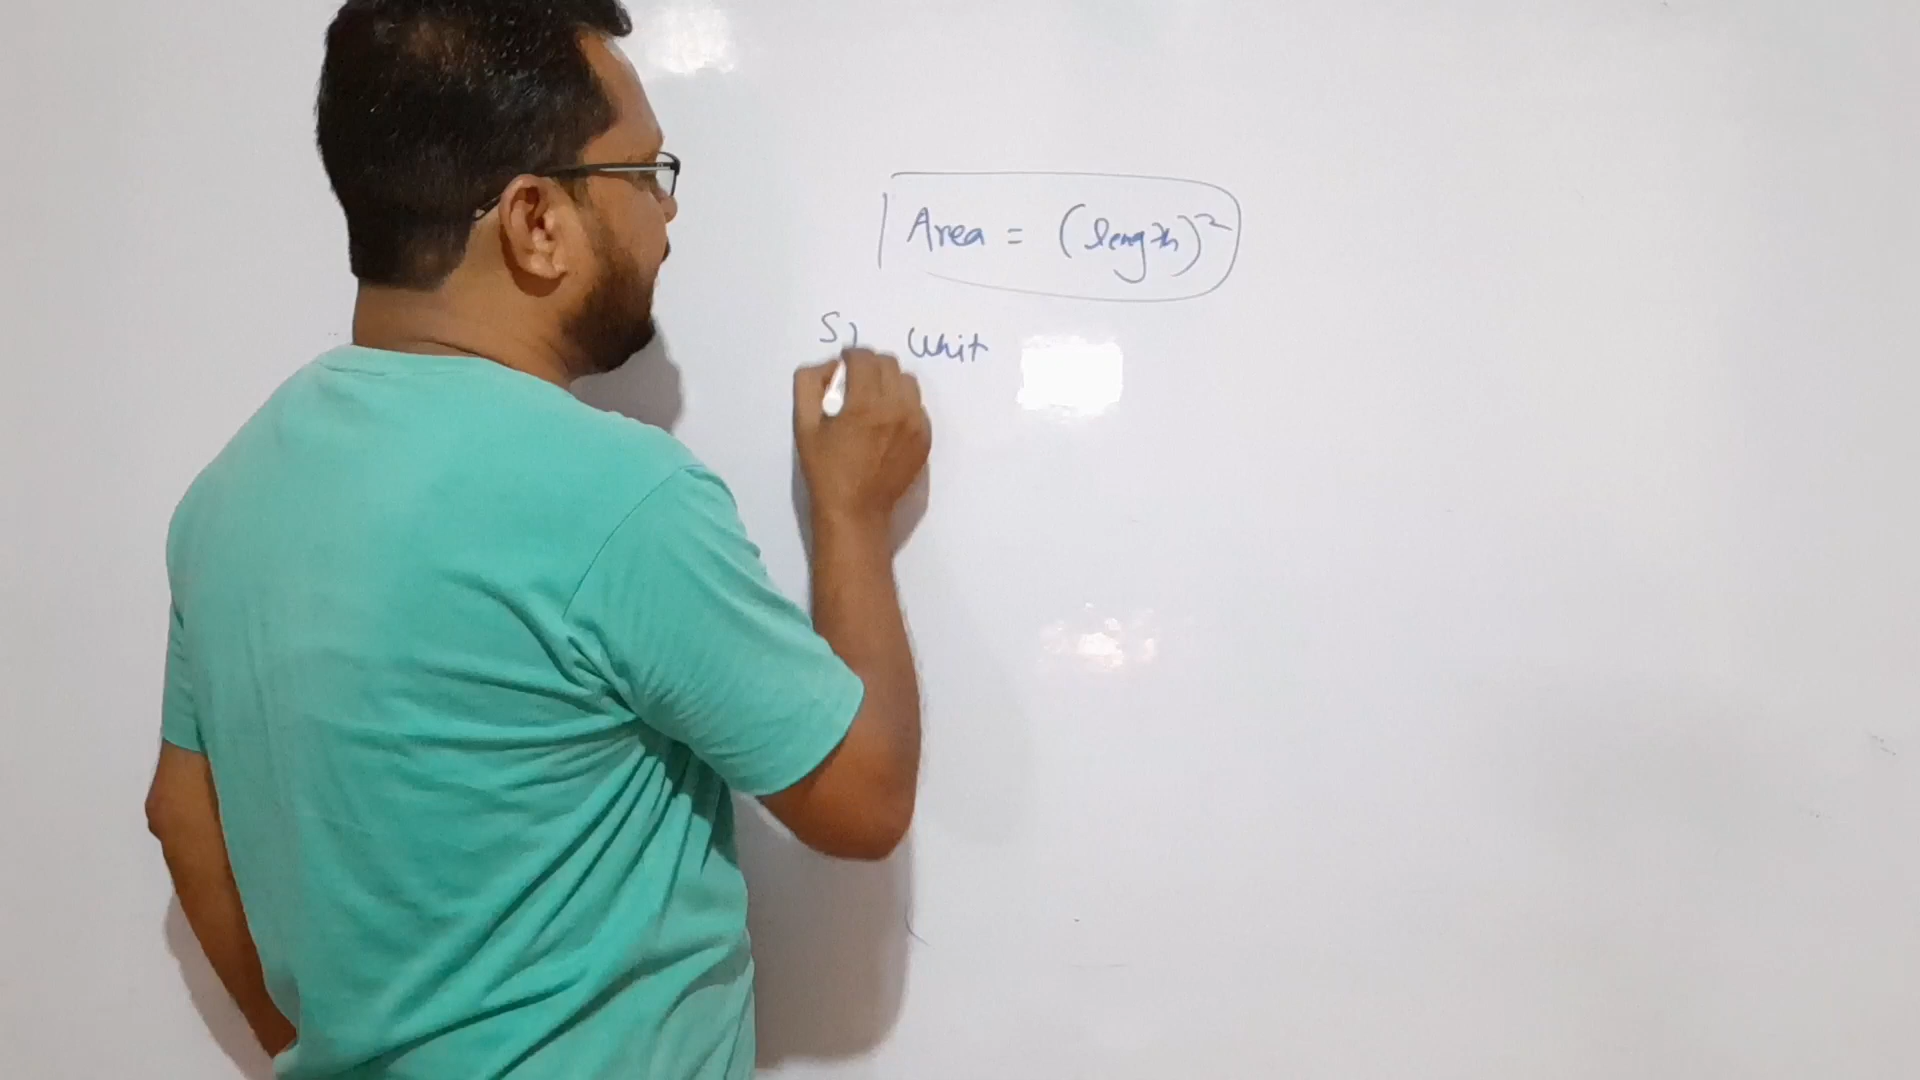 Area = (length)²
SI Unit